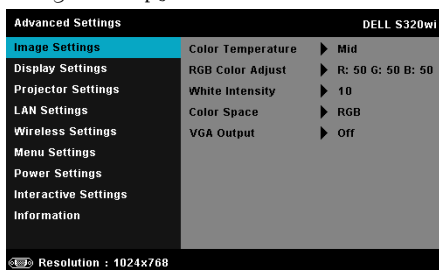 Advanced Settings DELL S320wi
Image Settings Color Temperature Mid
Display Settings RGB Color Adjust R: 50 G: 50 B: 50
Projector Settings White Intensity 10
LAN Settings Color Space RGB
Wireless Settings VGA Output Off
Menu Settings
Power Settings
Interactive Settings
Information
Resolution : 1024x768